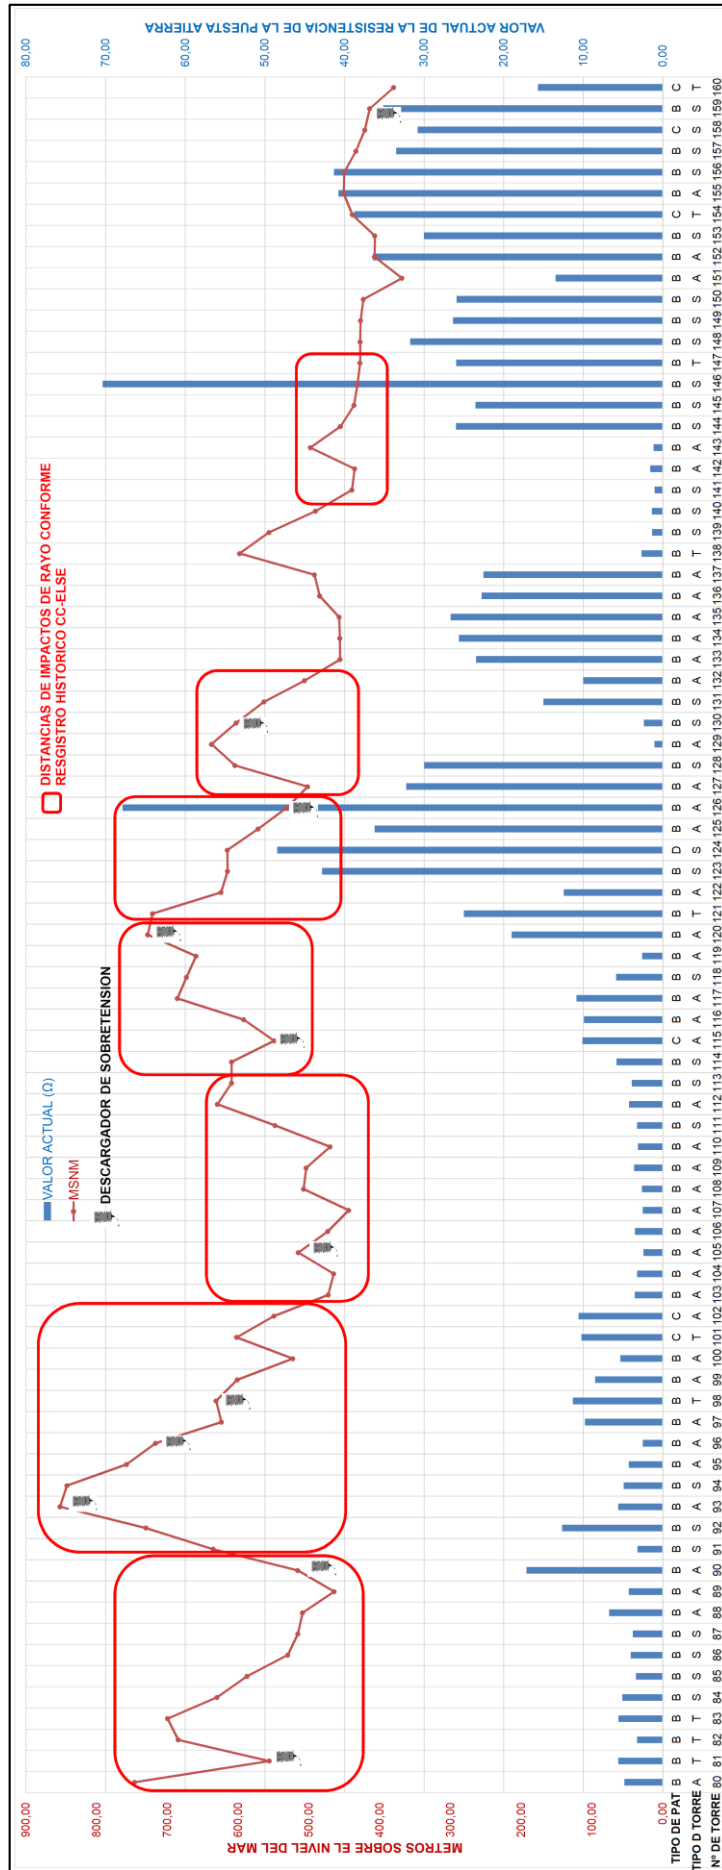 VALOR ACTUAL (Ω)
MSNM
DESCARGADOR DE SOBRETENSION
DISTANCIAS DE IMPACTOS DE RAYO CONFORME
RESGISTRO HISTORICO CC-ELSE
METROS SOBRE EL NIVEL DEL MAR
900,00
800,00
700,00
600,00
500,00
400,00
300,00
200,00
100,00
0,00
VALOR ACTUAL DE LA RESISTENCIA DE LA PUESTA ATIERRA
80,00
70,00
60,00
50,00
40,00
30,00
20,00
10,00
0,00
TIPO DE PAT B B B B B B B B B B B B B B B B B B B B B C C B B B B B B B B B B B B C B B B B B B B B D B B B B B B B B B B B B B B B B B B B B B B B B B B B B B C B B B C B C
TIPO D TORRE A T T T S S S S A A A S S A S A A A T A A T A A A A A A A A A S A S S A A A S A A T A S S A A A S A S S A A A A A A T S S S A A S S S T S S S A A S T A S S S S T
Nº DE TORRE 80 81 82 83 84 85 86 87 88 89 90 91 92 93 94 95 96 97 98 99 100 101 102 103 104 105 106 107 108 109 110 111 112 113 114 115 116 117 118 119 120 121 122 123 124 125 126 127 128 129 130 131 132 133 134 135 136 137 138 139 140 141 142 143 144 145 146 147 148 149 150 151 152 153 154 155 156 157 158 159 160